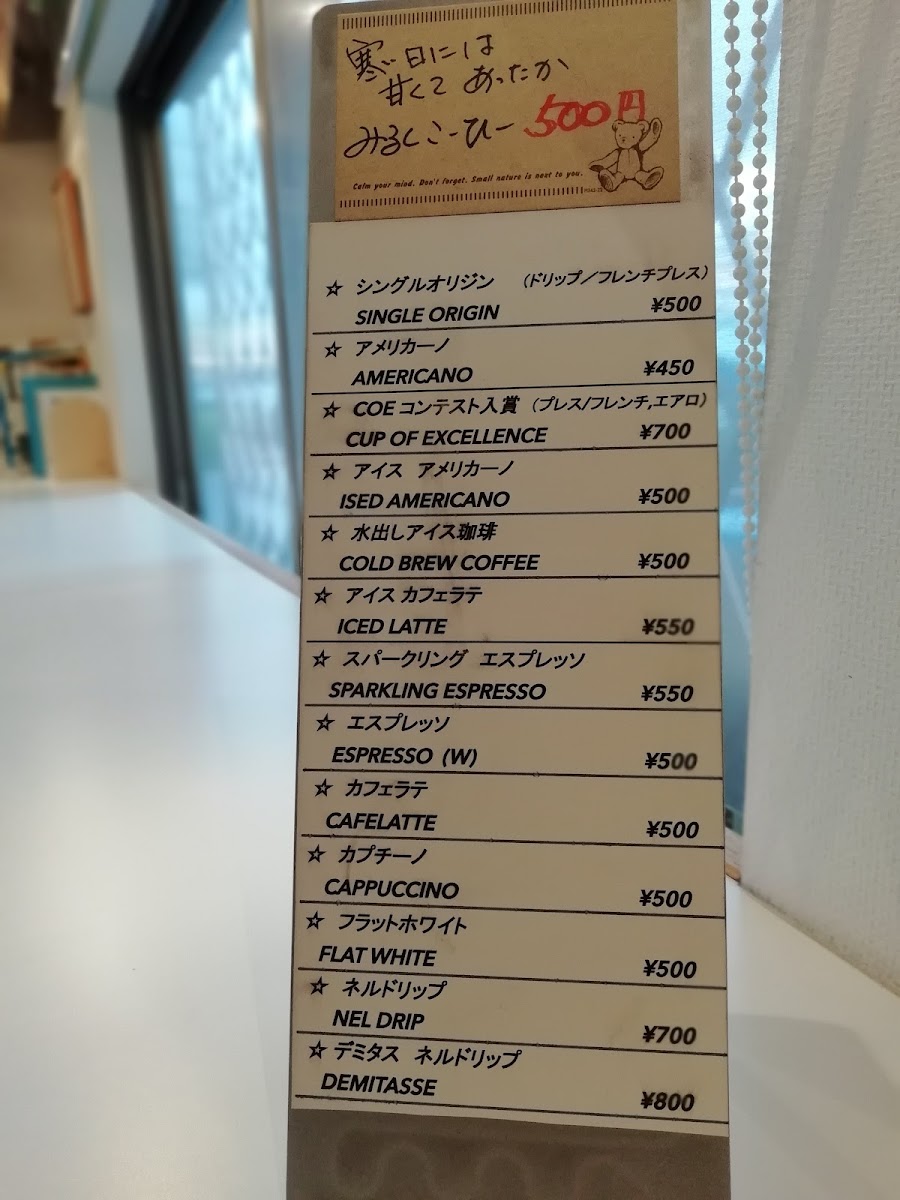 寒い日には
甘くて あったか
みるくこーひー 500円
Calm your mind. Don't forget. Small nature is next to you.
☆ シングルオリジン (ドリップ/フレンチプレス)
SINGLE ORIGIN ¥500
☆ アメリカーノ
AMERICANO ¥450
☆ COE コンテスト入賞 (プレス/フレンチ,エアロ)
CUP OF EXCELLENCE ¥700
☆ アイス アメリカーノ
ISED AMERICANO ¥500
☆ 水出しアイス珈琲
COLD BREW COFFEE ¥500
☆ アイス カフェラテ
ICED LATTE ¥550
☆ スパークリング エスプレッソ
SPARKLING ESPRESSO ¥550
☆ エスプレッソ
ESPRESSO (W) ¥500
☆ カフェラテ
CAFELATTE ¥500
☆ カプチーノ
CAPPUCCINO ¥500
☆ フラットホワイト
FLAT WHITE ¥500
☆ ネルドリップ
NEL DRIP ¥700
☆ デミタス ネルドリップ
DEMITASSE ¥800